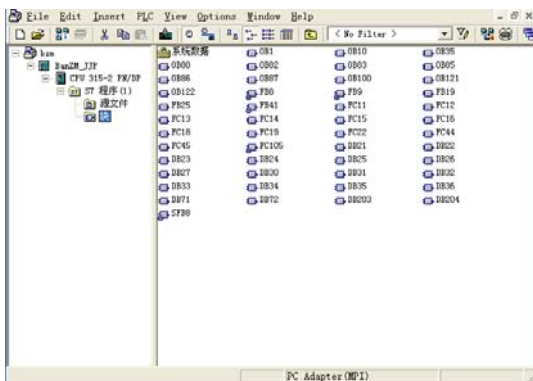 File Edit Insert PLC View Options Window Help
< No Filter >
bsm
BanZM_JJP
CPU 315-2 PN/DP
S7 程序(1)
源文件
块
系统数据 OB1 OB10 OB35
OB80 OB82 OB83 OB85
OB86 OB87 OB100 OB121
OB122 FB8 FB9 FB19
FB25 FB41 FC11 FC12
FC13 FC14 FC15 FC16
FC18 FC19 FC22 FC44
FC45 FC105 DB21 DB22
DB23 DB24 DB25 DB26
DB27 DB30 DB31 DB32
DB33 DB34 DB35 DB36
DB71 DB72 DB203 DB204
PC Adapter(MPI)